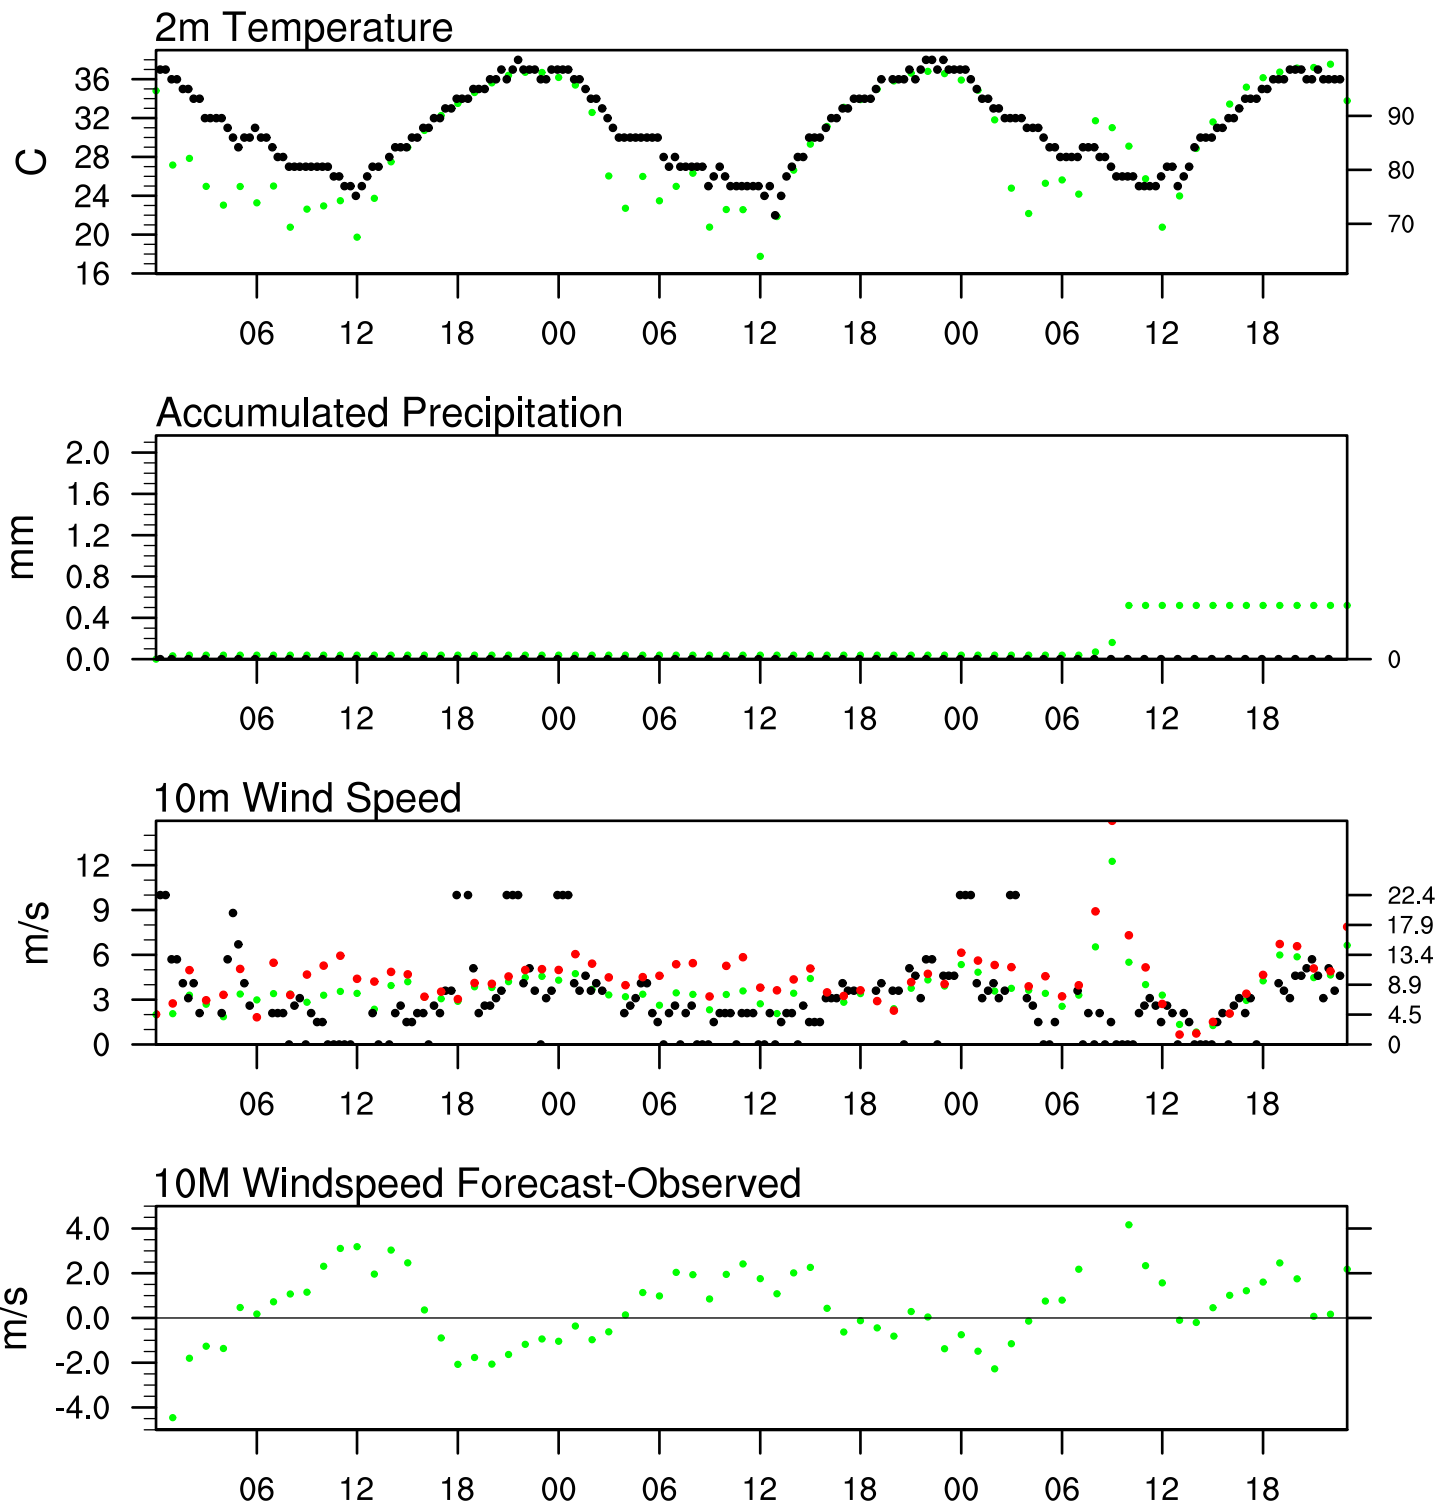 2m Temperature
C
36
32
28
24
20
16
90
80
70
06 12 18 00 06 12 18 00 06 12 18
Accumulated Precipitation
mm
2.0
1.6
1.2
0.8
0.4
0.0
0
06 12 18 00 06 12 18 00 06 12 18
10m Wind Speed
m/s
12
9
6
3
0
22.4
17.9
13.4
8.9
4.5
0
06 12 18 00 06 12 18 00 06 12 18
10M Windspeed Forecast-Observed
m/s
4.0
2.0
0.0
-2.0
-4.0
06 12 18 00 06 12 18 00 06 12 18